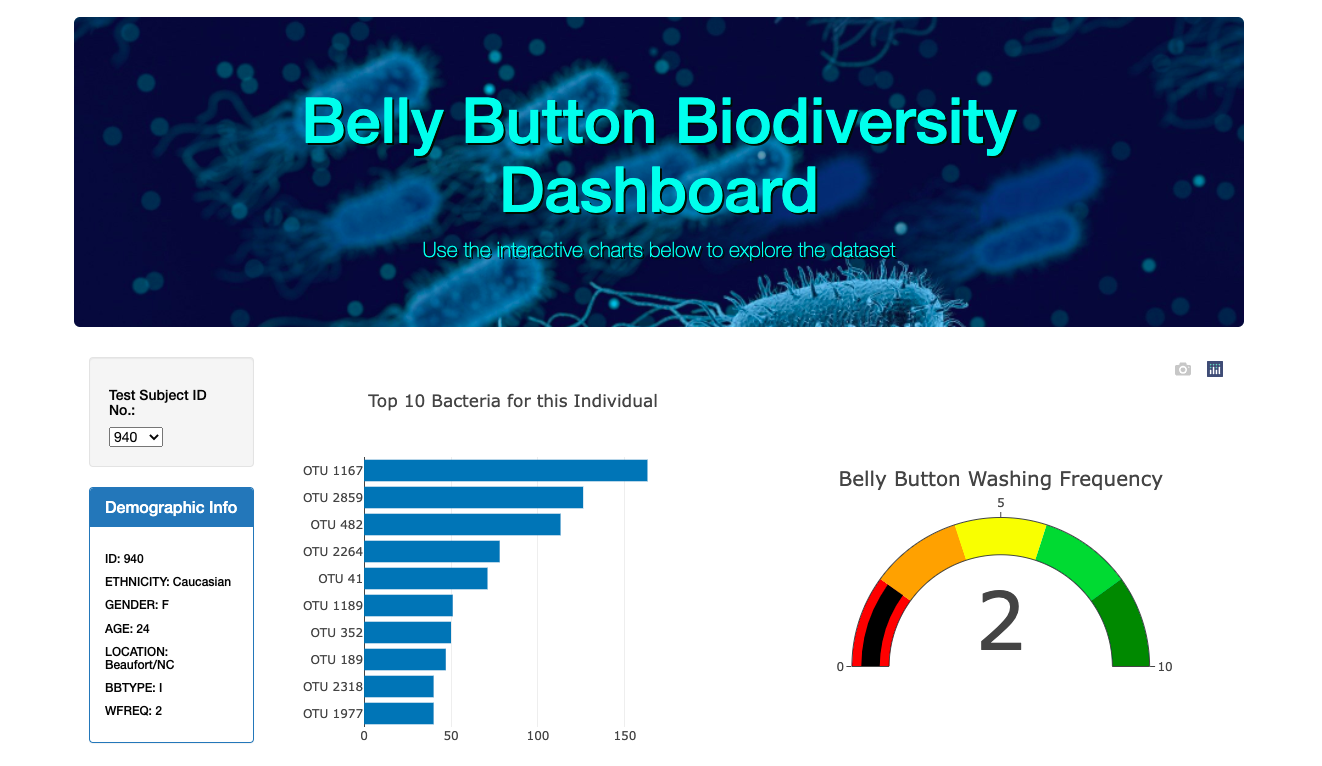 Belly Button Biodiversity
Dashboard
Use the interactive charts below to explore the dataset
Test Subject ID
No.:
940
Demographic Info
ID: 940
ETHNICITY: Caucasian
GENDER: F
AGE: 24
LOCATION:
Beaufort/NC
BBTYPE: I
WFREQ: 2
Top 10 Bacteria for this Individual
OTU 1167
OTU 2859
OTU 482
OTU 2264
OTU 41
OTU 1189
OTU 352
OTU 189
OTU 2318
OTU 1977
0 50 100 150
Belly Button Washing Frequency
5
2
0 10